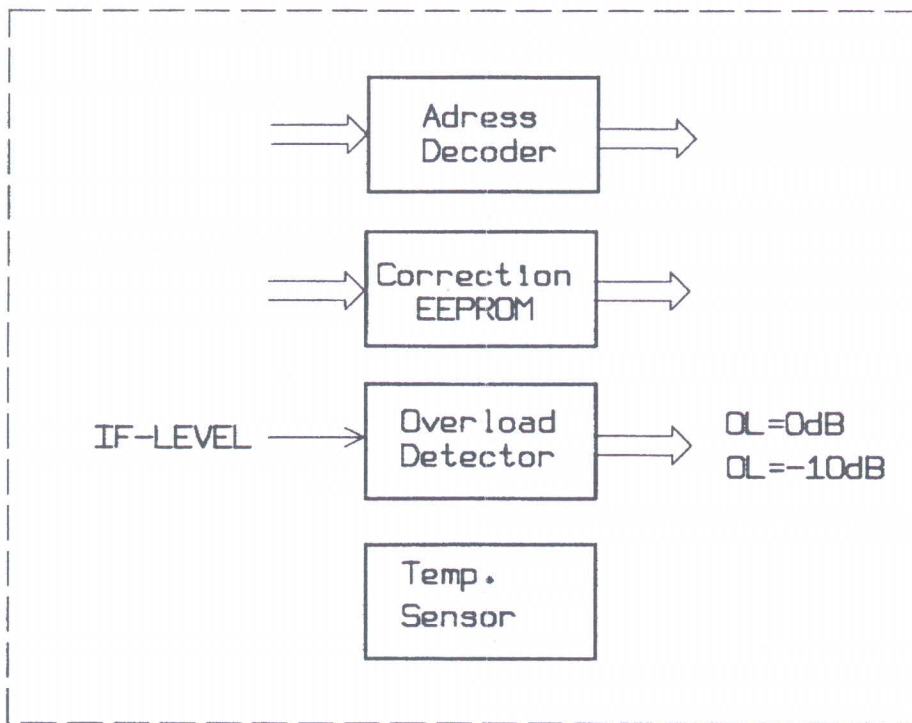 Adress
Decoder
Correction
EEPROM
IF-LEVEL
Overload
Detector
OL=0dB
OL=-10dB
Temp.
Sensor